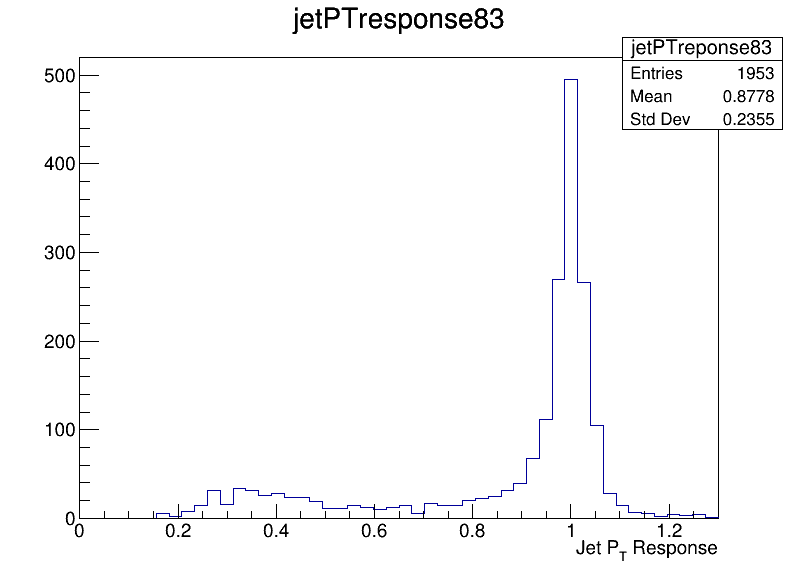 jetPTresponse83
jetPTreponse83
Entries 1953
Mean 0.8778
Std Dev 0.2355
500
400
300
200
100
0
0 0.2 0.4 0.6 0.8 1 1.2
Jet PT Response